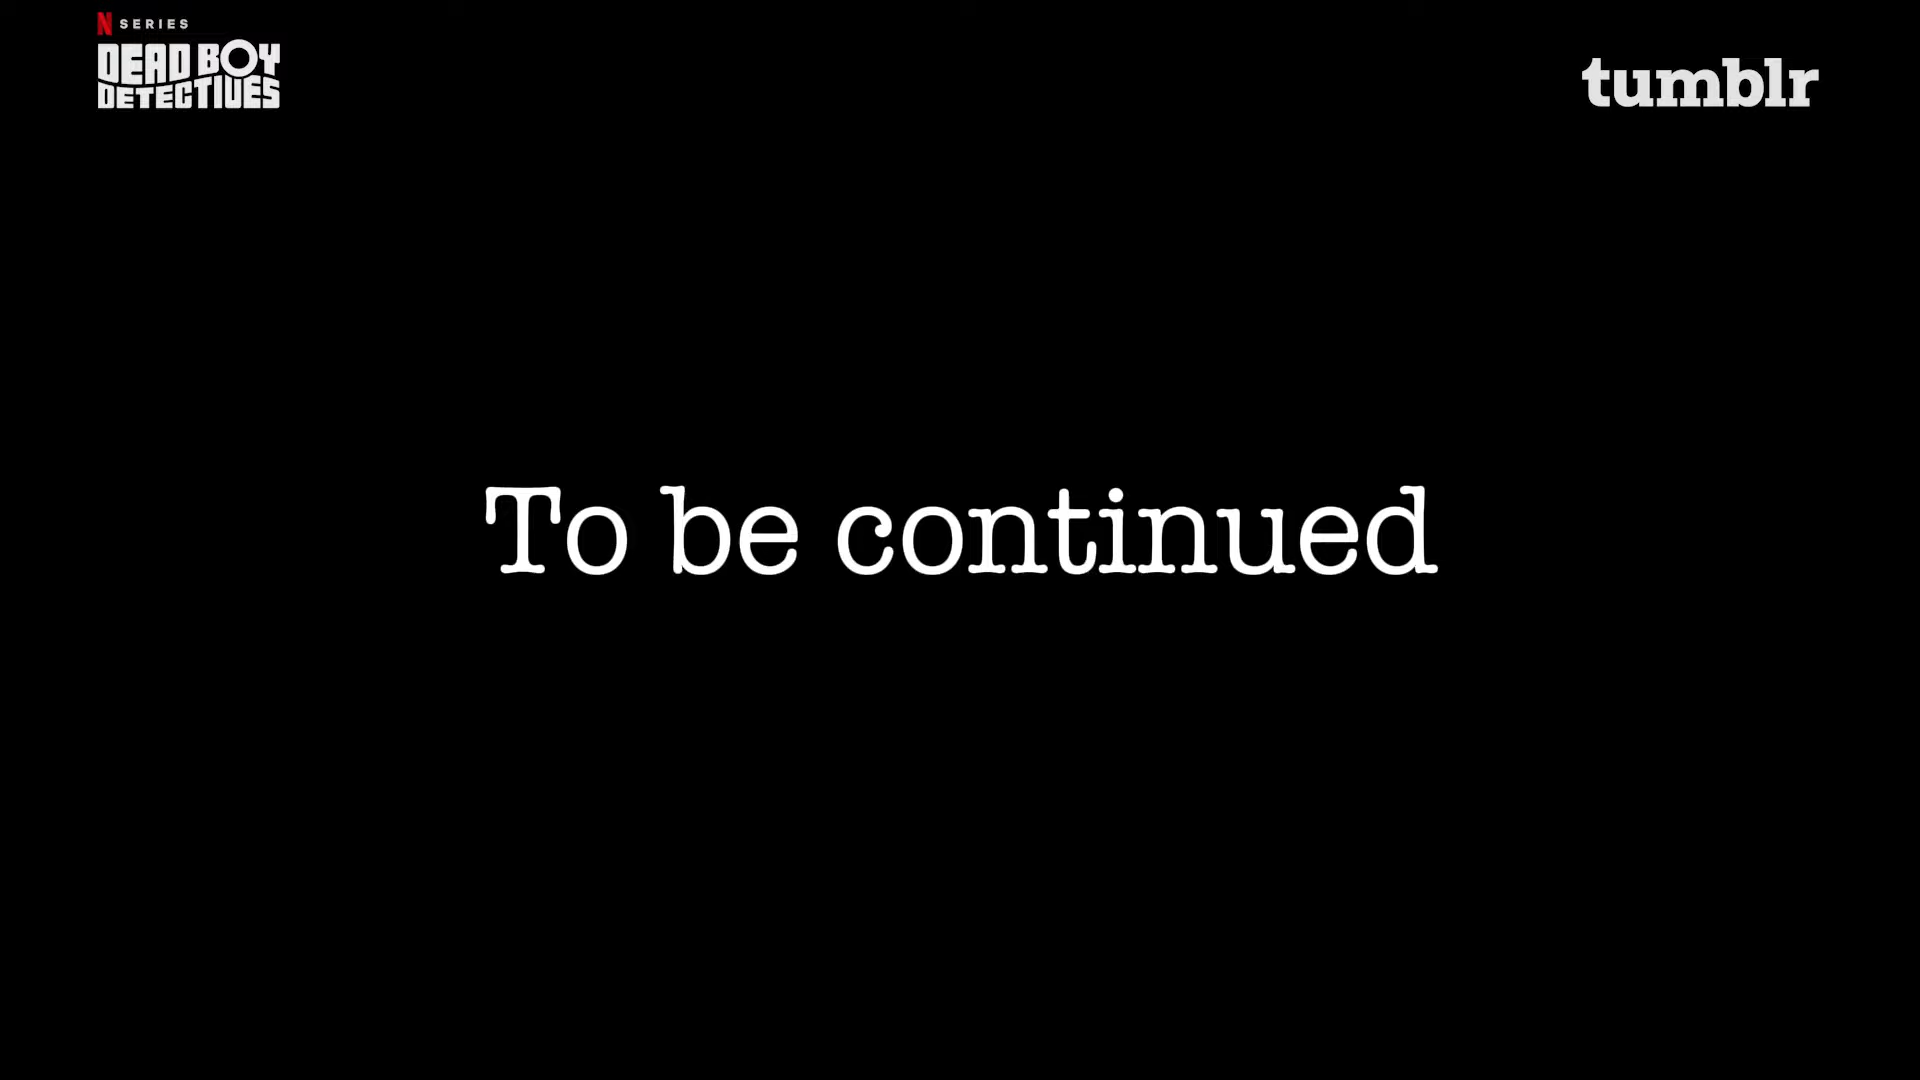 N SERIES
DEAD BOY
DETECTIVES
tumblr
To be continued